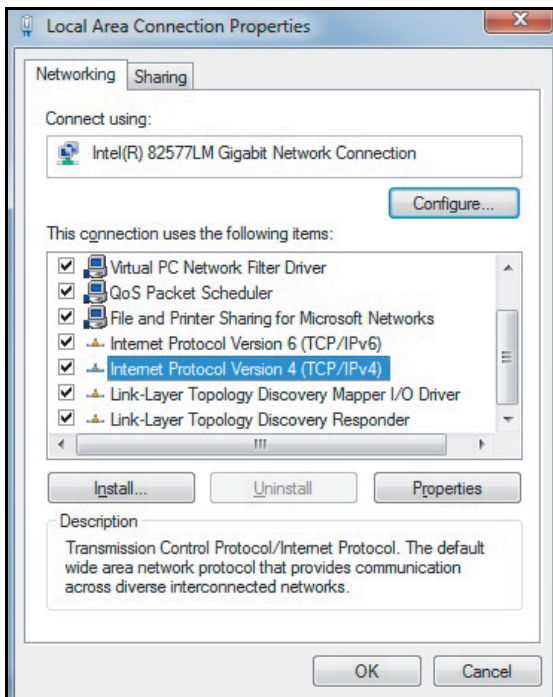 Local Area Connection Properties
Networking
Sharing
Connect using:
Intel(R) 82577LM Gigabit Network Connection
Configure...
This connection uses the following items:
Virtual PC Network Filter Driver
QoS Packet Scheduler
File and Printer Sharing for Microsoft Networks
Internet Protocol Version 6 (TCP/IPv6)
Internet Protocol Version 4 (TCP/IPv4)
Link-Layer Topology Discovery Mapper I/O Driver
Link-Layer Topology Discovery Responder
Install...
Uninstall
Properties
Description
Transmission Control Protocol/Internet Protocol. The default
wide area network protocol that provides communication
across diverse interconnected networks.
OK
Cancel